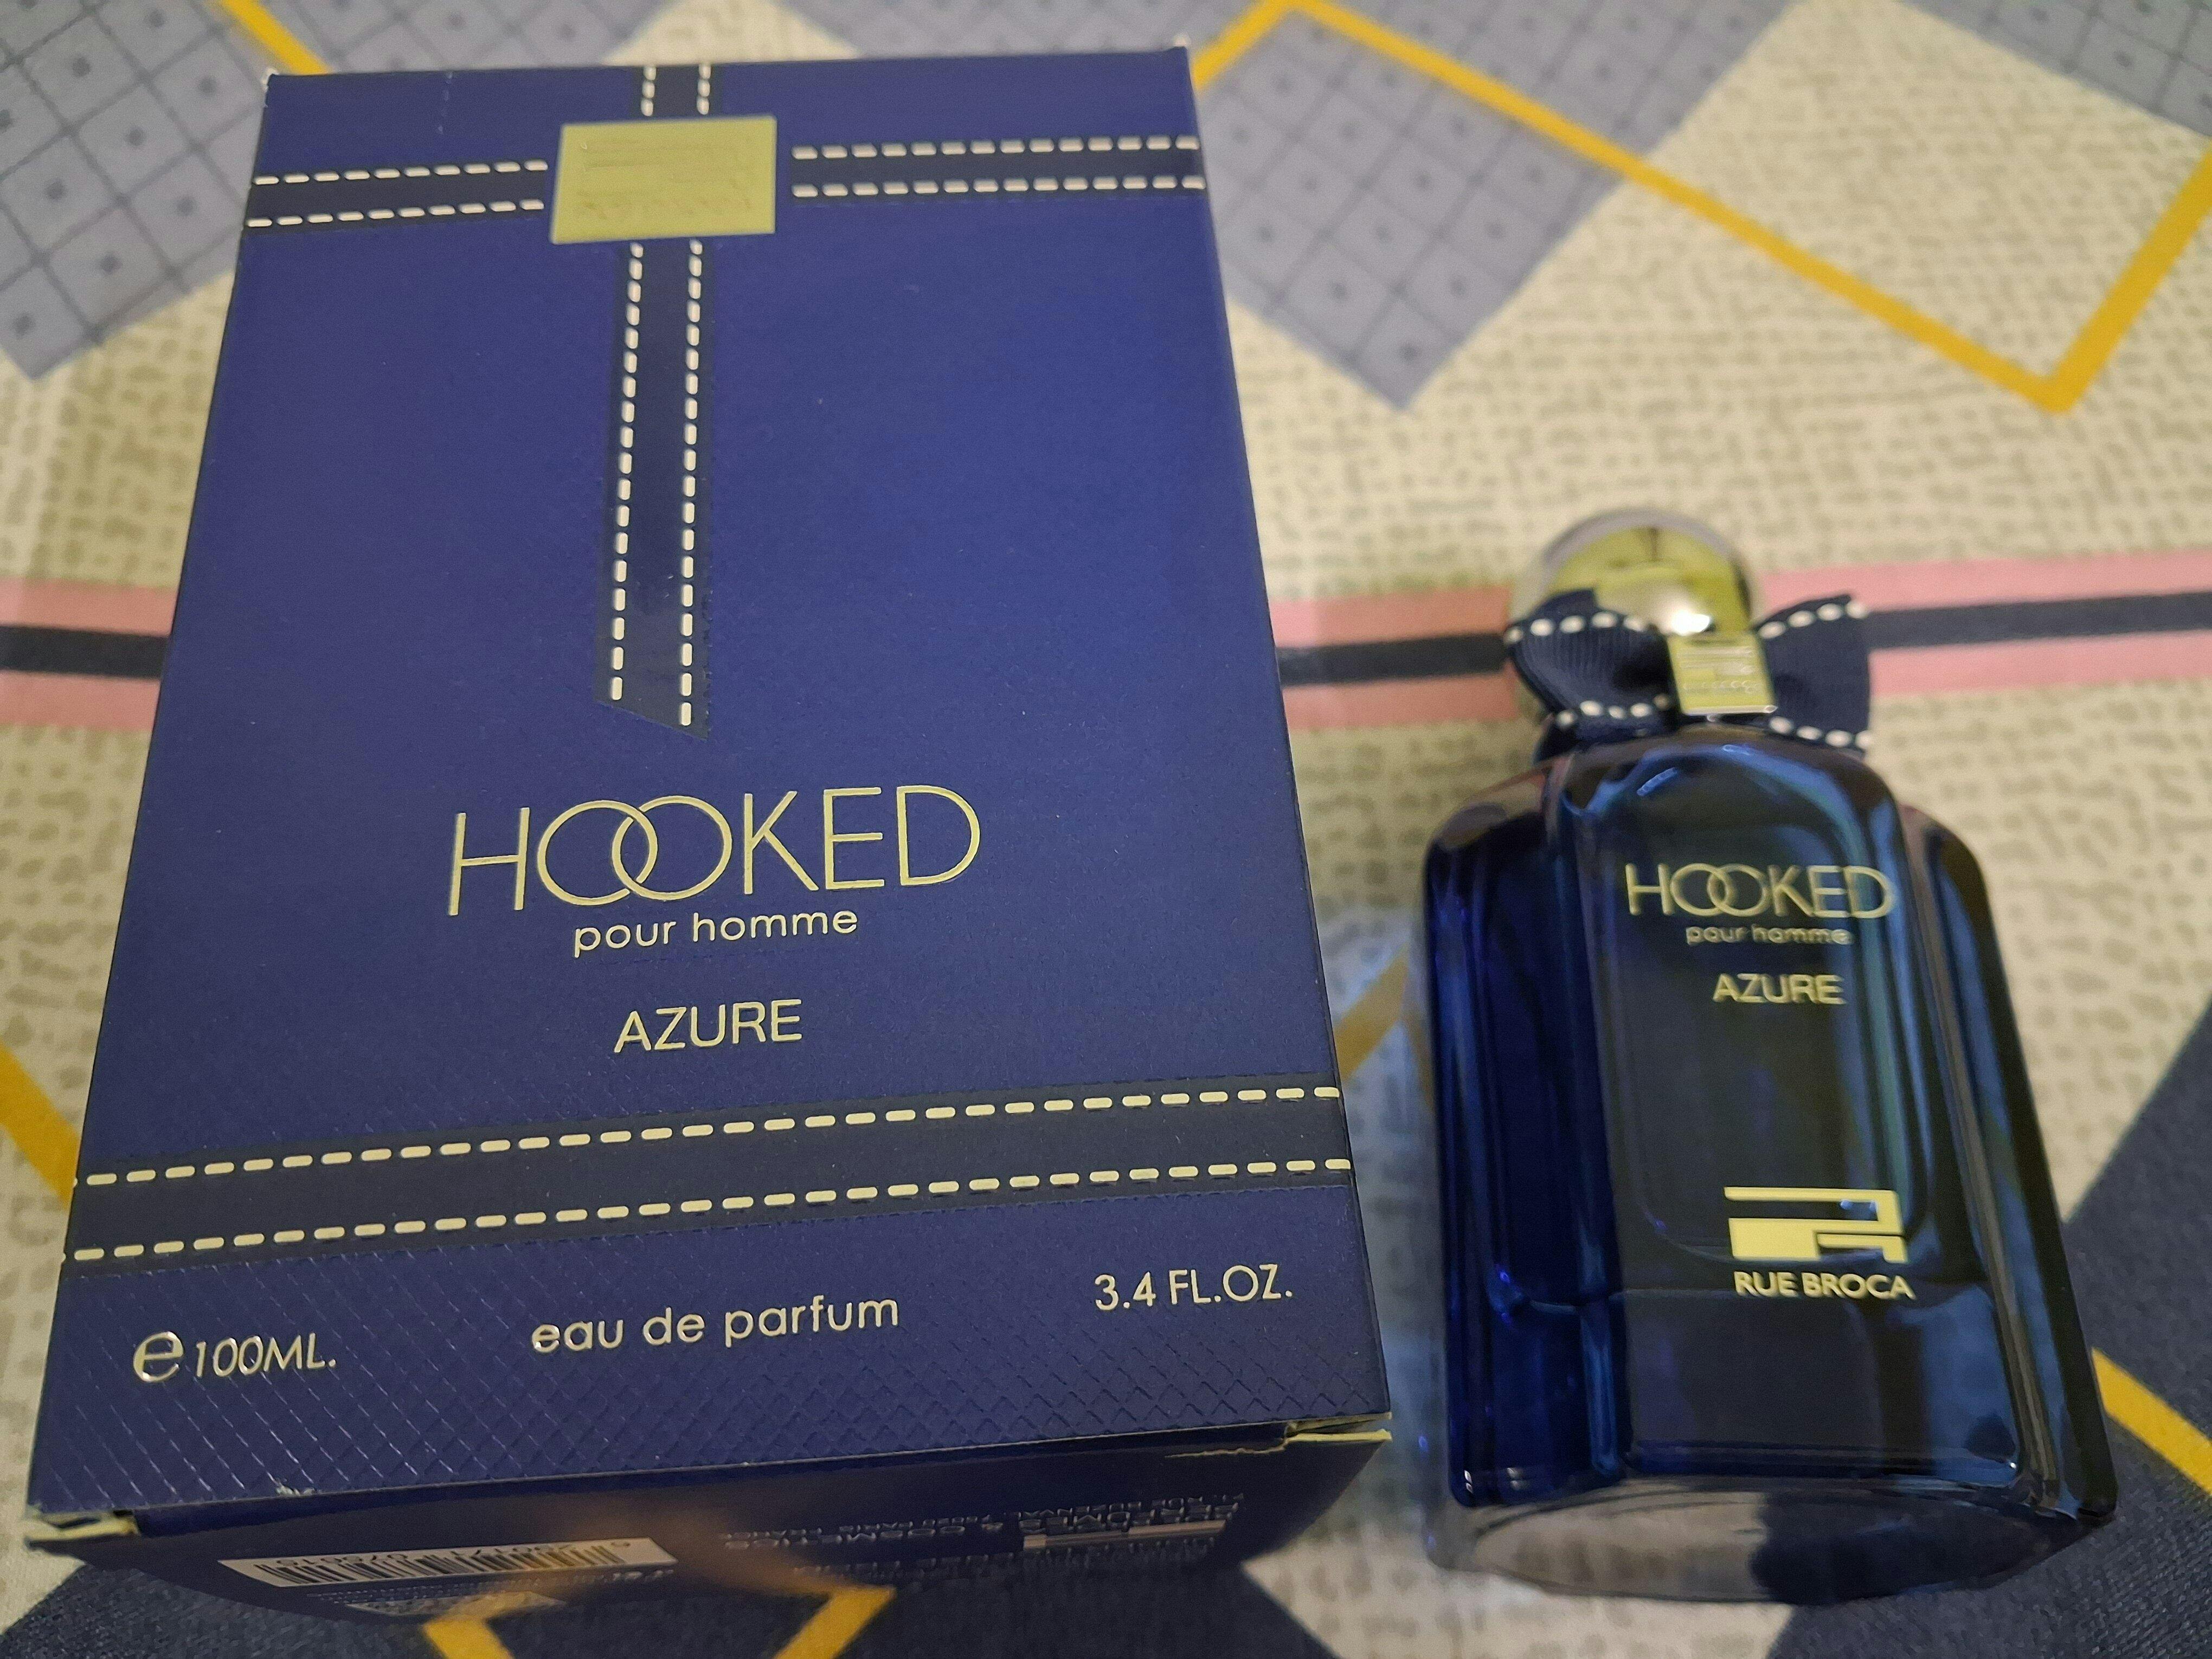 HOOKED
pour homme
AZURE
e100ML.
eau de parfum
3.4 FL.OZ.
HOOKED
pour homme
AZURE
RUE BROCA